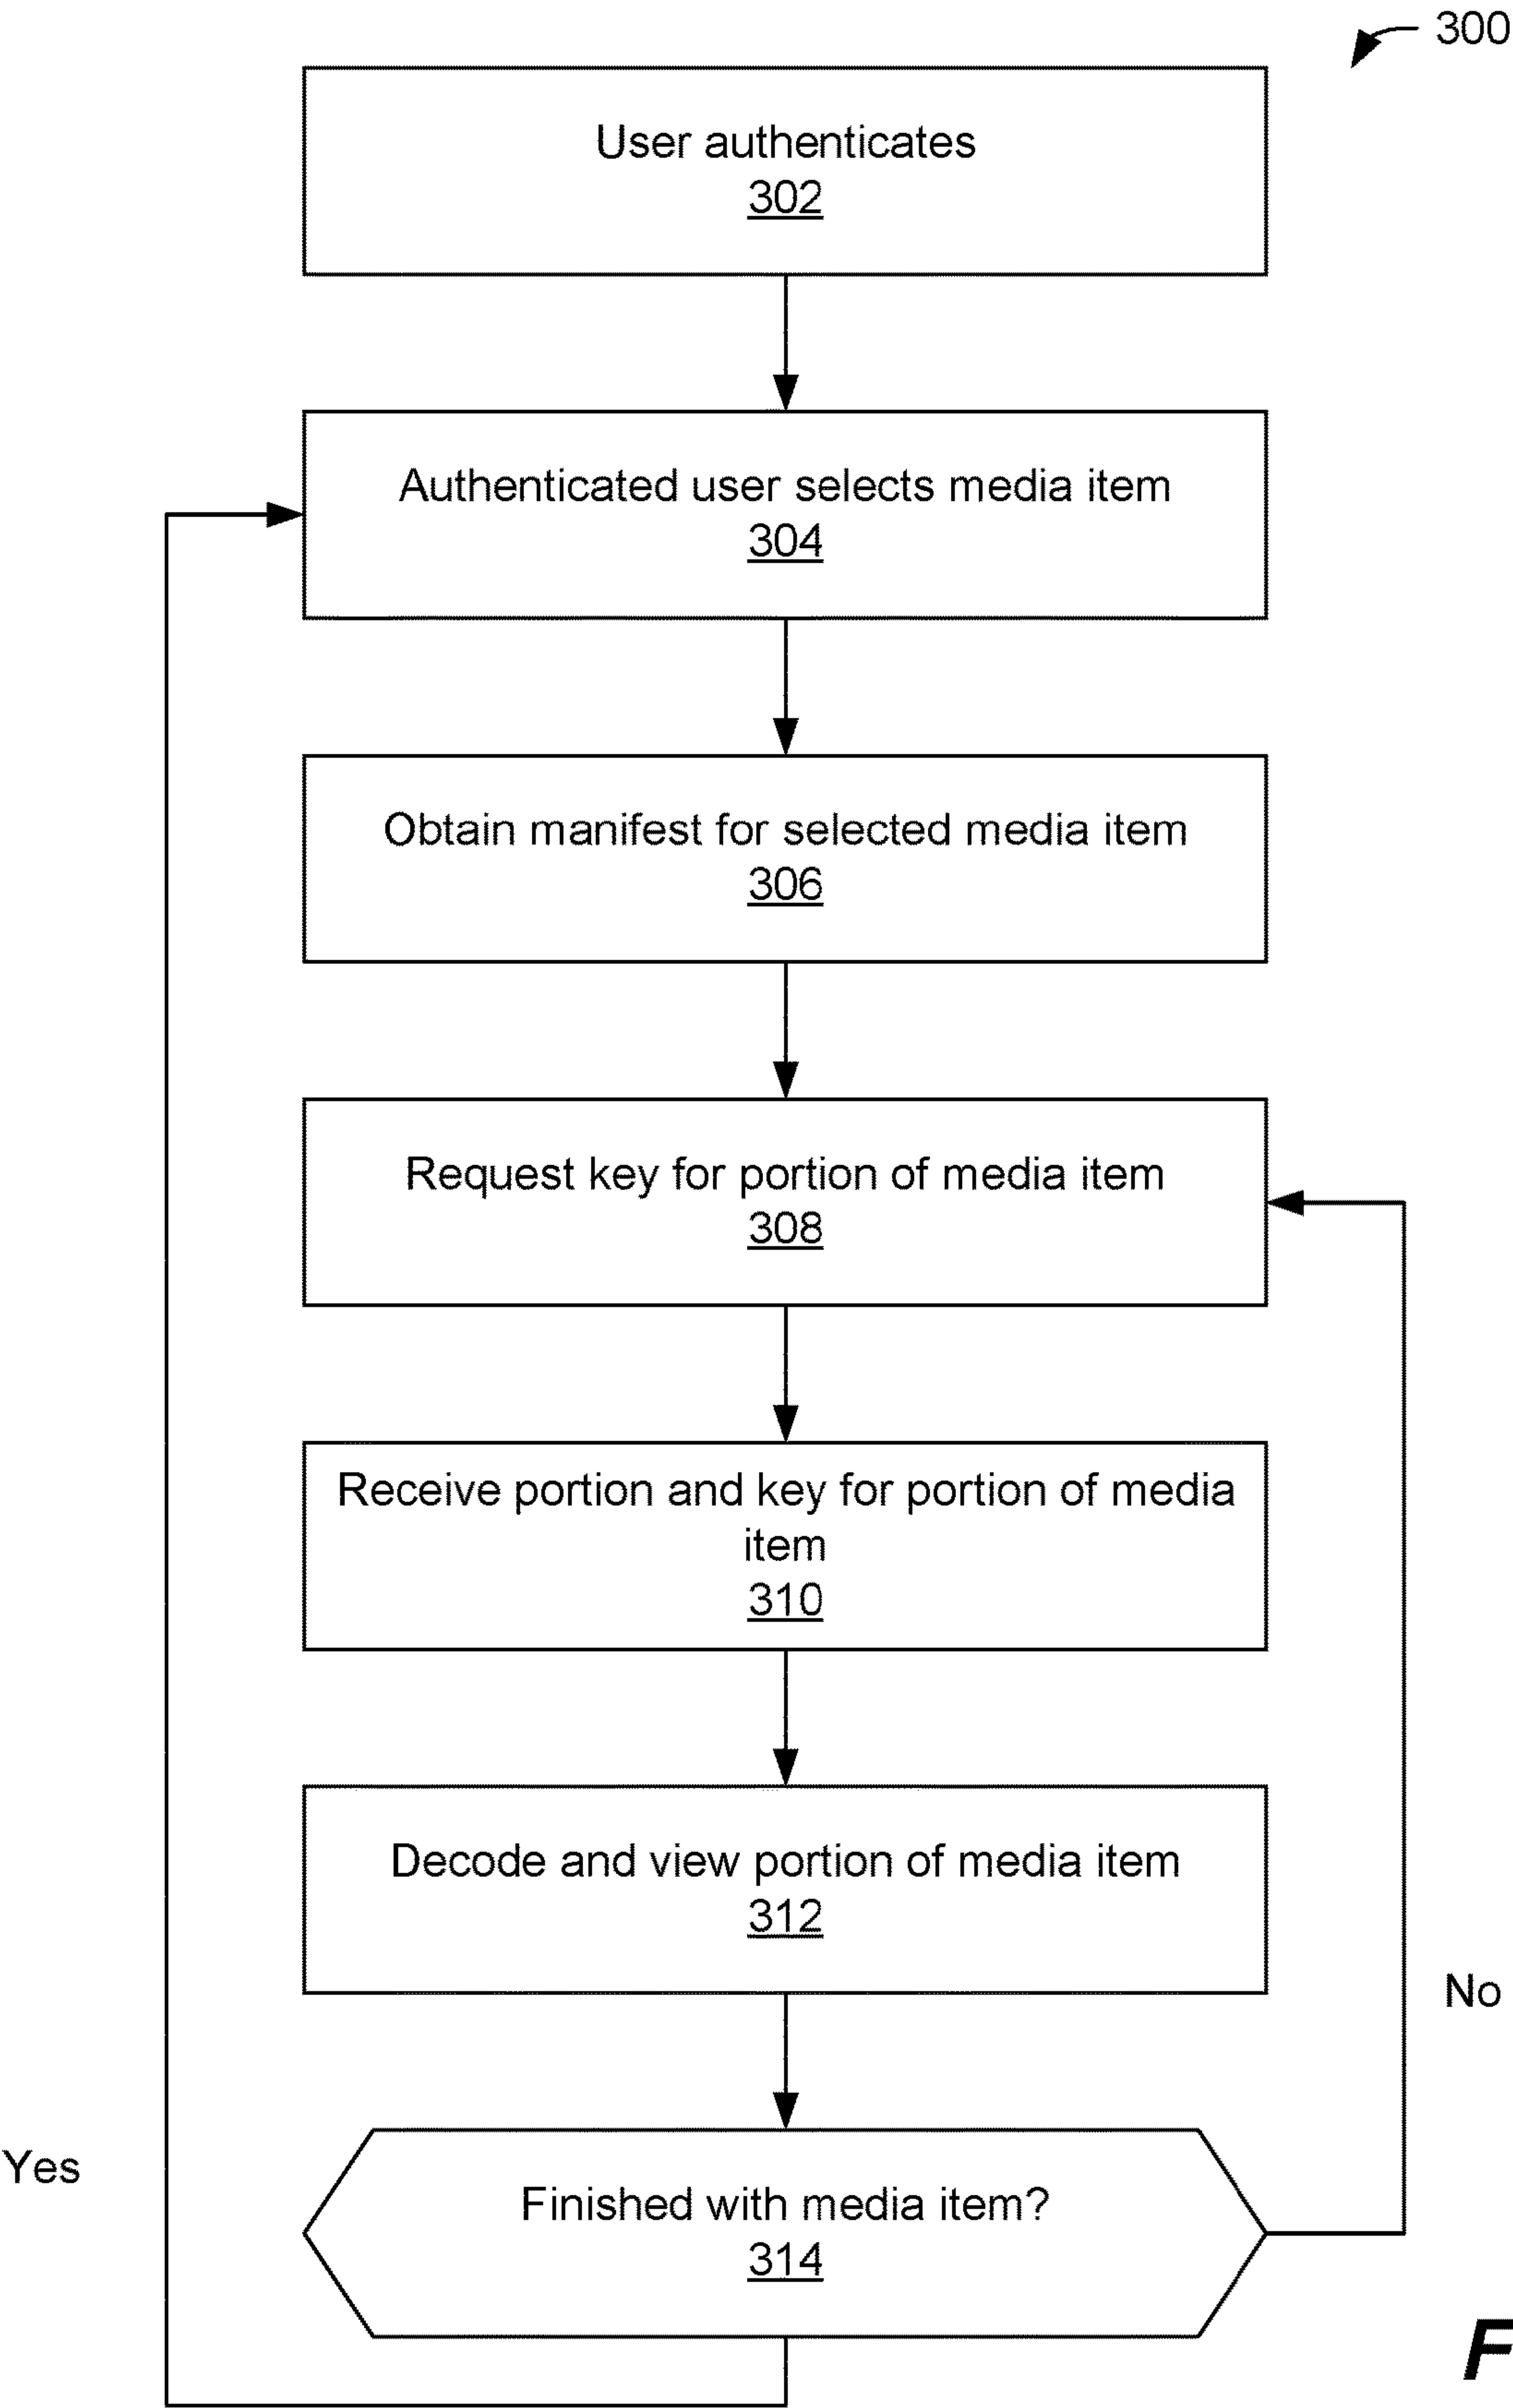 300
User authenticates
302
Authenticated user selects media item
304
Obtain manifest for selected media item
306
Request key for portion of media item
308
Receive portion and key for portion of media
item
310
Decode and view portion of media item
312
No
Yes
Finished with media item?
314
F